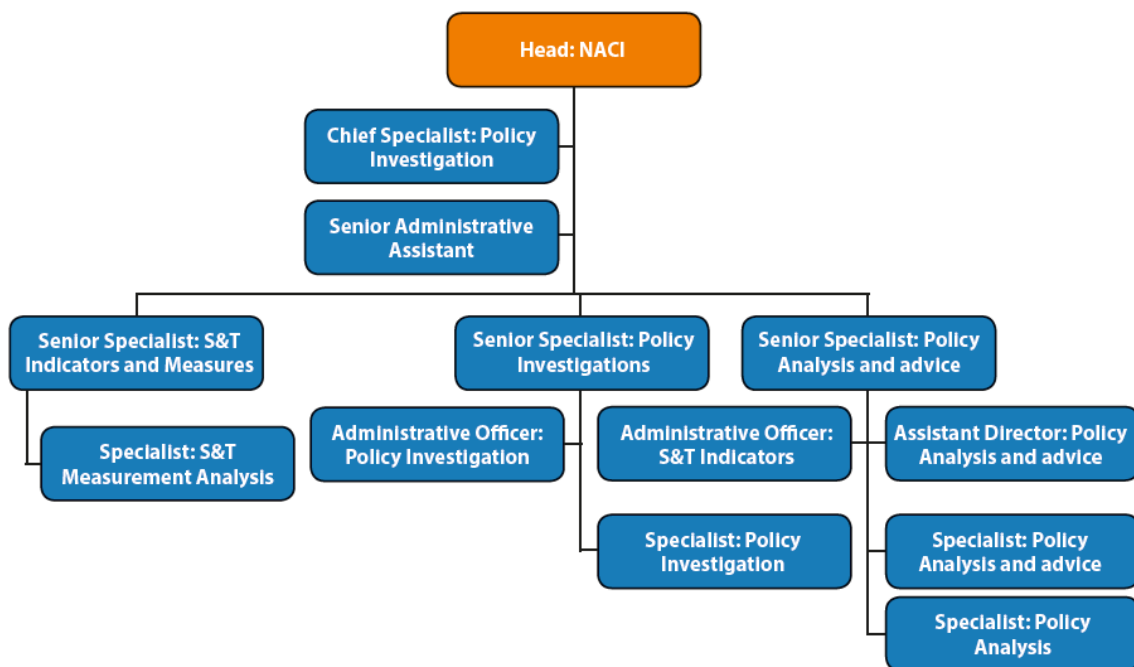 Head: NACI
Chief Specialist: Policy
Investigation
Senior Administrative
Assistant
Senior Specialist: S&T
Indicators and Measures
Senior Specialist: Policy
Investigations
Senior Specialist: Policy
Analysis and advice
Specialist: S&T
Measurement Analysis
Administrative Officer:
Policy Investigation
Administrative Officer:
S&T Indicators
Assistant Director: Policy
Analysis and advice
Specialist: Policy
Investigation
Specialist: Policy
Analysis and advice
Specialist: Policy
Analysis